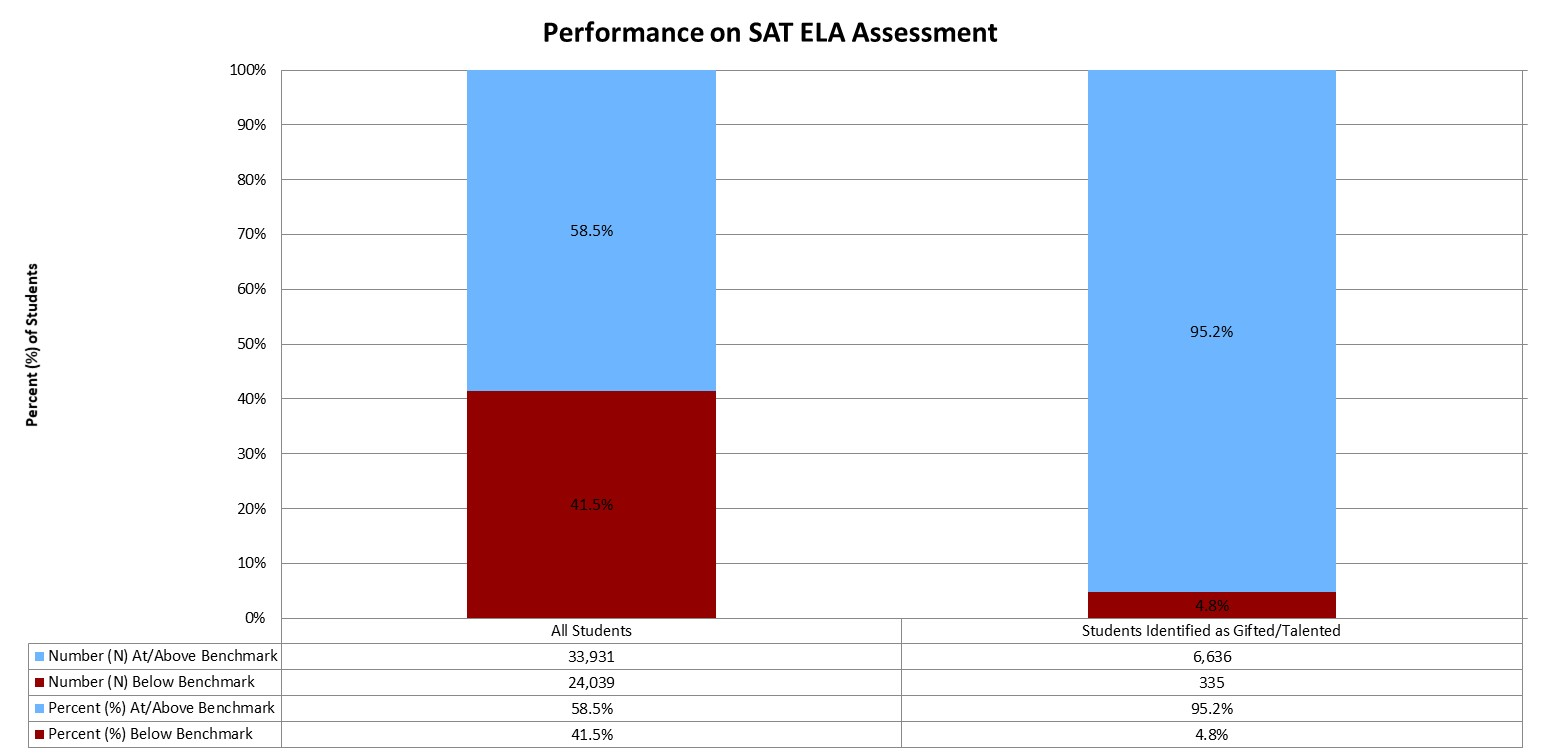 Performance on SAT ELA Assessment
Percent (%) of Students
100%
90%
80%
70%
60%
50%
40%
30%
20%
10%
0%
58.5%
41.5%
95.2%
4.8%
All Students Students Identified as Gifted/Talented
Number (N) At/Above Benchmark 33,931 6,636
Number (N) Below Benchmark 24,039 335
Percent (%) At/Above Benchmark 58.5% 95.2%
Percent (%) Below Benchmark 41.5% 4.8%